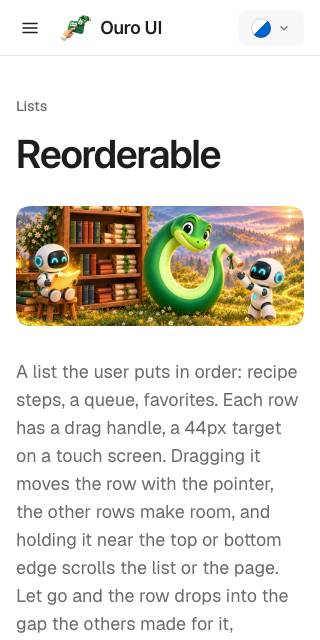 Ouro UI
Lists
Reorderable
A list the user puts in order: recipe
steps, a queue, favorites. Each row
has a drag handle, a 44px target
on a touch screen. Dragging it
moves the row with the pointer,
the other rows make room, and
holding it near the top or bottom
edge scrolls the list or the page.
Let go and the row drops into the
gap the others made for it,